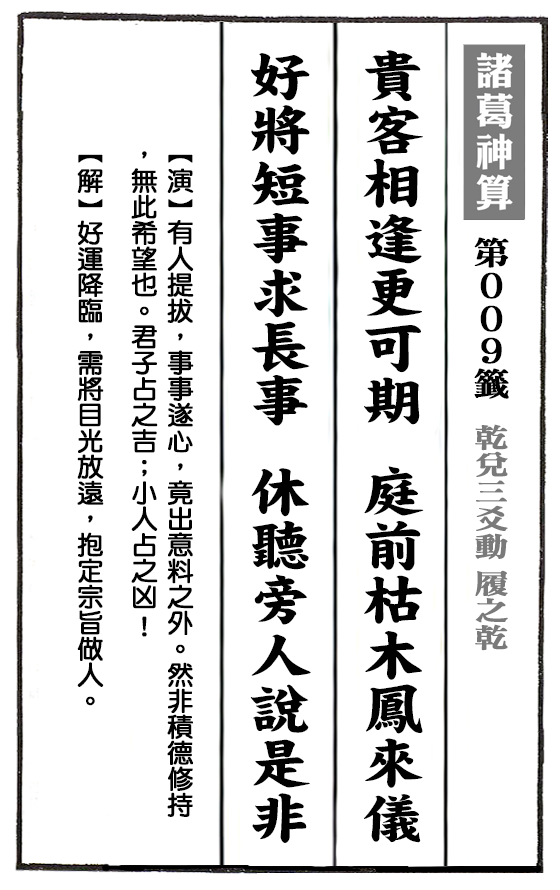 諸葛神算
第009籤 乾兌三爻動 履之乾
貴客相逢更可期 庭前枯木鳳來儀
好將短事求長事 休聽旁人說是非
【演】有人提拔，事事遂心，竟出意料之外。然非積德修持
，無此希望也。君子占之吉；小人占之凶！
【解】好運降臨，需將目光放遠，抱定宗旨做人。